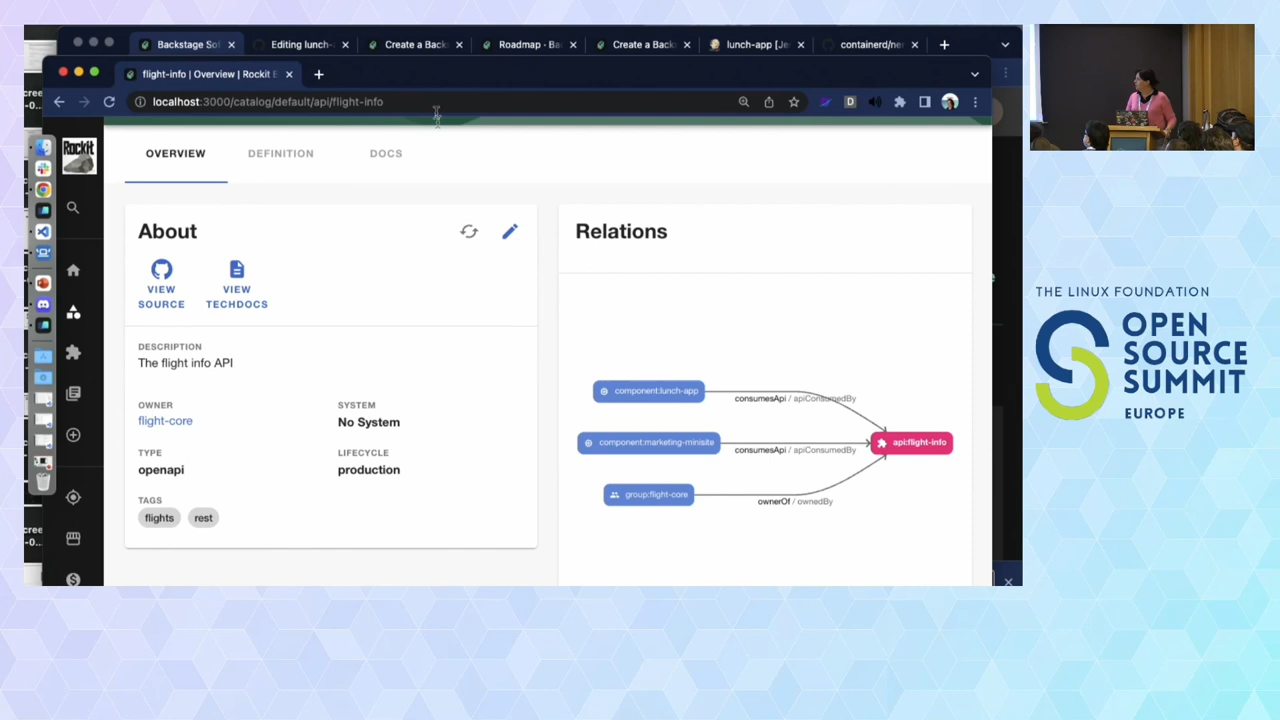 Backstage Sof
Editing lunch-
Create a Back
Roadmap · Ba
Create a Back
lunch-app [Je
containerd/ner
flight-info | Overview | Rockit E
localhost:3000/catalog/default/api/flight-info
D
Rockit
OVERVIEW
DEFINITION
DOCS
About
VIEW
SOURCE
VIEW
TECHDOCS
DESCRIPTION
The flight info API
OWNER
flight-core
SYSTEM
No System
TYPE
openapi
LIFECYCLE
production
TAGS
flights
rest
Relations
component:lunch-app
consumesApi / apiConsumedBy
component:marketing-minisite
consumesApi / apiConsumedBy
api:flight-info
group:flight-core
ownerOf / ownedBy
THE LINUX FOUNDATION
OPEN
SOURCE
SUMMIT
EUROPE